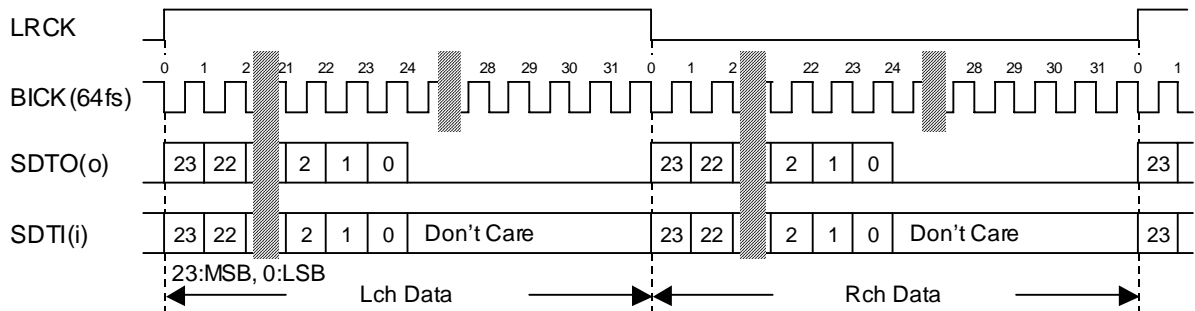 LRCK
0 1 2 21 22 23 24 28 29 30 31 0 1 2 22 23 24 28 29 30 31 0 1
BICK(64fs)
SDTO(o) 23 22 2 1 0 23 22 2 1 0 23
SDTI(i) 23 22 2 1 0 Don't Care 23 22 2 1 0 Don't Care 23
23:MSB, 0:LSB
Lch Data Rch Data